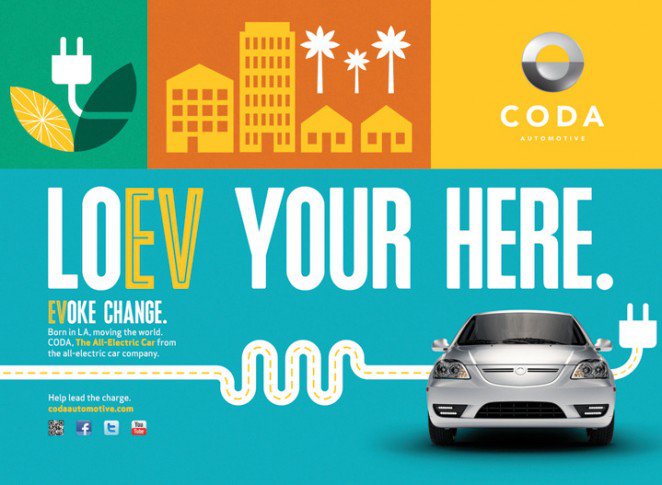 CODA
AUTOMOTIVE
LOEV YOUR HERE.
EVOKE CHANGE.
Born in LA, moving the world.
CODA, The All-Electric Car from
the all-electric car company.
Help lead the charge.
codaautomotive.com
f
t
You
Tube